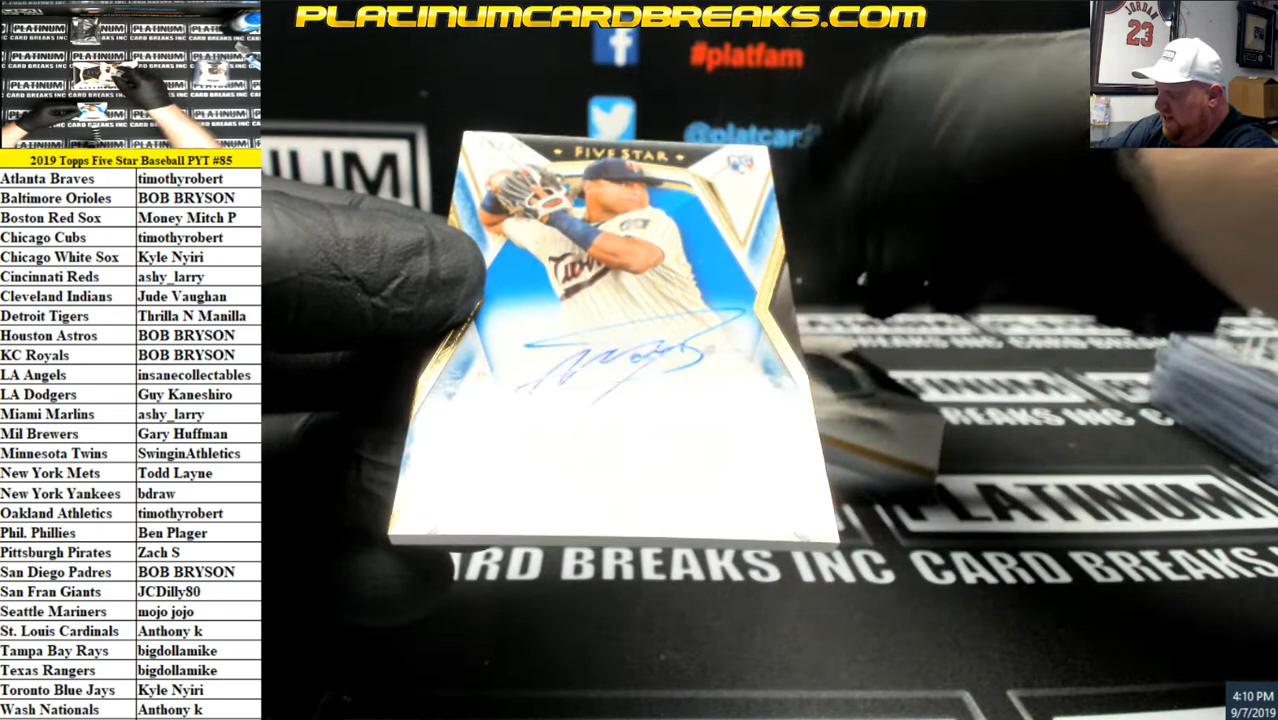 PLATINUMCARDBREAKS.COM
#platfam
@platcard
JORDAN
23
2019 Topps Five Star Baseball PYT #85
Atlanta Braves timothyrobert
Baltimore Orioles BOB BRYSON
Boston Red Sox Money Mitch P
Chicago Cubs timothyrobert
Chicago White Sox Kyle Nyiri
Cincinnati Reds ashy_larry
Cleveland Indians Jude Vaughan
Detroit Tigers Thrilla N Manilla
Houston Astros BOB BRYSON
KC Royals BOB BRYSON
LA Angels insanecollectables
LA Dodgers Guy Kaneshiro
Miami Marlins ashy_larry
Mil Brewers Gary Huffman
Minnesota Twins SwinginAthletics
New York Mets Todd Layne
New York Yankees bdraw
Oakland Athletics timothyrobert
Phil. Phillies Ben Plager
Pittsburgh Pirates Zach S
San Diego Padres BOB BRYSON
San Fran Giants JCDilly80
Seattle Mariners mojo jojo
St. Louis Cardinals Anthony k
Tampa Bay Rays bigdollamike
Texas Rangers bigdollamike
Toronto Blue Jays Kyle Nyiri
Wash Nationals Anthony k
FIVE STAR
RC
Twins
NUM
CARD BREAKS INC
PLATINUM
ARD BREAKS INC CARD BREAKS
4:10 PM
9/7/2019